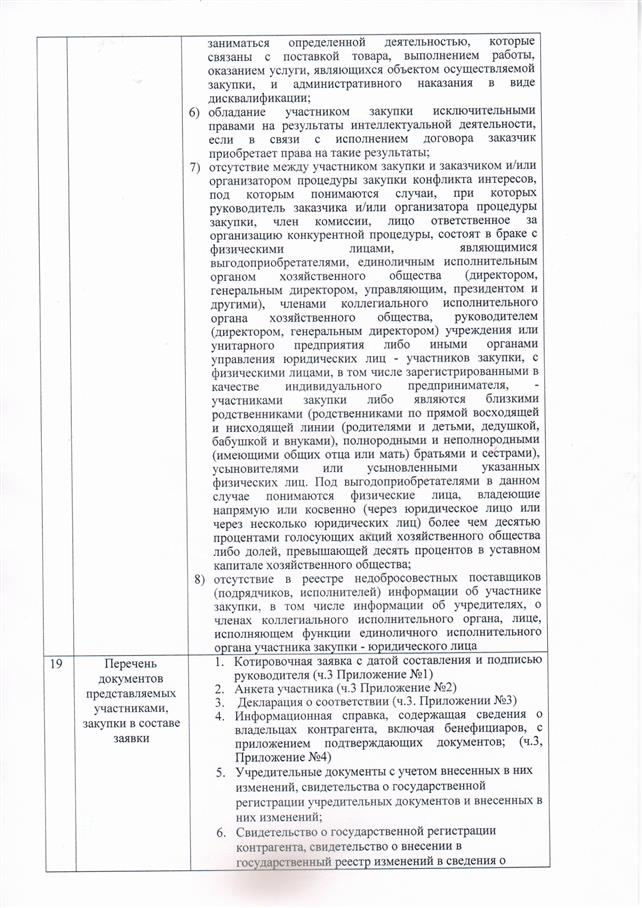 заниматься определенной деятельностью, которые
связаны с поставкой товара, выполнением работы,
оказанием услуги, являющихся объектом осуществляемой
закупки, и административного наказания в виде
дисквалификации;
6) обладание участником закупки исключительными
правами на результаты интеллектуальной деятельности,
если в связи с исполнением договора заказчик
приобретает права на такие результаты;
7) отсутствие между участником закупки и заказчиком и/или
организатором процедуры закупки конфликта интересов,
под которым понимаются случаи, при которых
руководитель заказчика и/или организатора процедуры
закупки, член комиссии, лицо ответственное за
организацию конкурентной процедуры, состоят в браке с
физическими лицами, являющимися
выгодоприобретателями, единоличным исполнительным
органом хозяйственного общества (директором,
генеральным директором, управляющим, президентом и
другими), членами коллегиального исполнительного
органа хозяйственного общества, руководителем
(директором, генеральным директором) учреждения или
унитарного предприятия либо иными органами
управления юридических лиц - участников закупки, с
физическими лицами, в том числе зарегистрированными в
качестве индивидуального предпринимателя, -
участниками закупки либо являются близкими
родственниками (родственниками по прямой восходящей
и нисходящей линии (родителями и детьми, дедушкой,
бабушкой и внуками), полнородными и неполнородными
(имеющими общих отца или мать) братьями и сестрами),
усыновителями или усыновленными указанных
физических лиц. Под выгодоприобретателями в данном
случае понимаются физические лица, владеющие
напрямую или косвенно (через юридическое лицо или
через несколько юридических лиц) более чем десятью
процентами голосующих акций хозяйственного общества
либо долей, превышающей десять процентов в уставном
капитале хозяйственного общества;
8) отсутствие в реестре недобросовестных поставщиков
(подрядчиков, исполнителей) информации об участнике
закупки, в том числе информации об учредителях, о
членах коллегиального исполнительного органа, лице,
исполняющем функции единоличного исполнительного
органа участника закупки - юридического лица
19
Перечень
документов
представляемых
участниками,
закупки в составе
заявки
1. Котировочная заявка с датой составления и подписью
руководителя (ч.3 Приложение №1)
2. Анкета участника (ч.3 Приложение №2)
3. Декларация о соответствии (ч.3. Приложении №3)
4. Информационная справка, содержащая сведения о
владельцах контрагента, включая бенефициаров, с
приложением подтверждающих документов; (ч.3,
Приложение №4)
5. Учредительные документы с учетом внесенных в них
изменений, свидетельства о государственной
регистрации учредительных документов и внесенных в
них изменений;
6. Свидетельство о государственной регистрации
контрагента, свидетельство о внесении в
государственный реестр изменений в сведения о